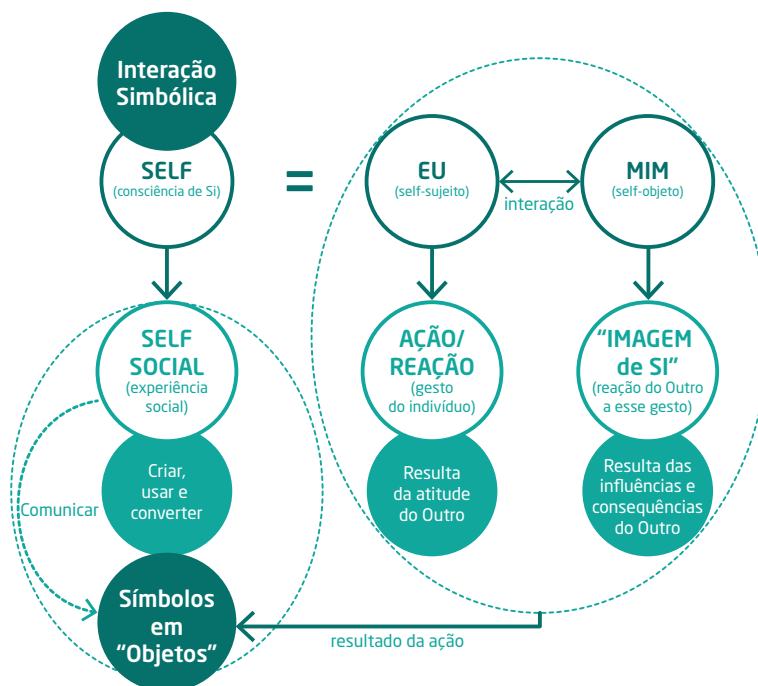 Interação
Simbólica
SELF
(consciência de Si)
=
EU
(self-sujeito)
interação
MIM
(self-objeto)
SELF
SOCIAL
(experiência
social)
AÇÃO/
REAÇÃO
(gesto
do indivíduo)
“IMAGEM
de SI”
(reação do Outro
a esse gesto)
Criar,
usar e
converter
Comunicar
Resulta
da atitude
do Outro
Resulta das
influências e
consequências
do Outro
Símbolos
em
“Objetos”
resultado da ação